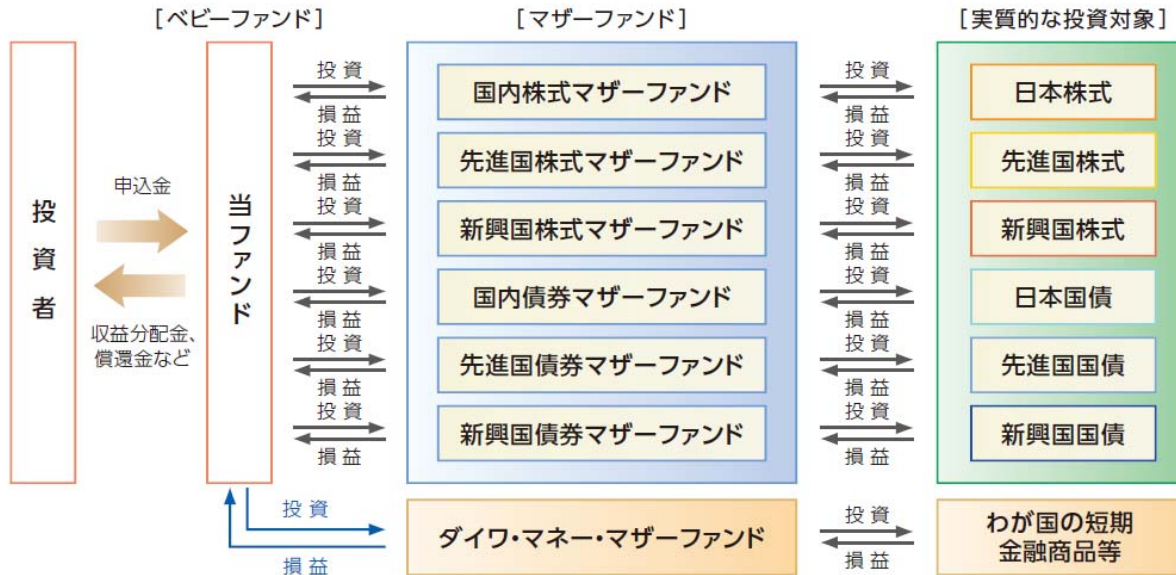 [ベビーファンド]
[マザーファンド]
[実質的な投資対象]
投資者
申込金
収益分配金、
償還金など
当ファンド
投資
損益
投資
損益
投資
損益
投資
損益
投資
損益
投資
損益
国内株式マザーファンド
先進国株式マザーファンド
新興国株式マザーファンド
国内債券マザーファンド
先進国債券マザーファンド
新興国債券マザーファンド
投資
損益
投資
損益
投資
損益
投資
損益
投資
損益
投資
損益
日本株式
先進国株式
新興国株式
日本国債
先進国国債
新興国国債
投資
損益
ダイワ・マネー・マザーファンド
投資
損益
わが国の短期
金融商品等